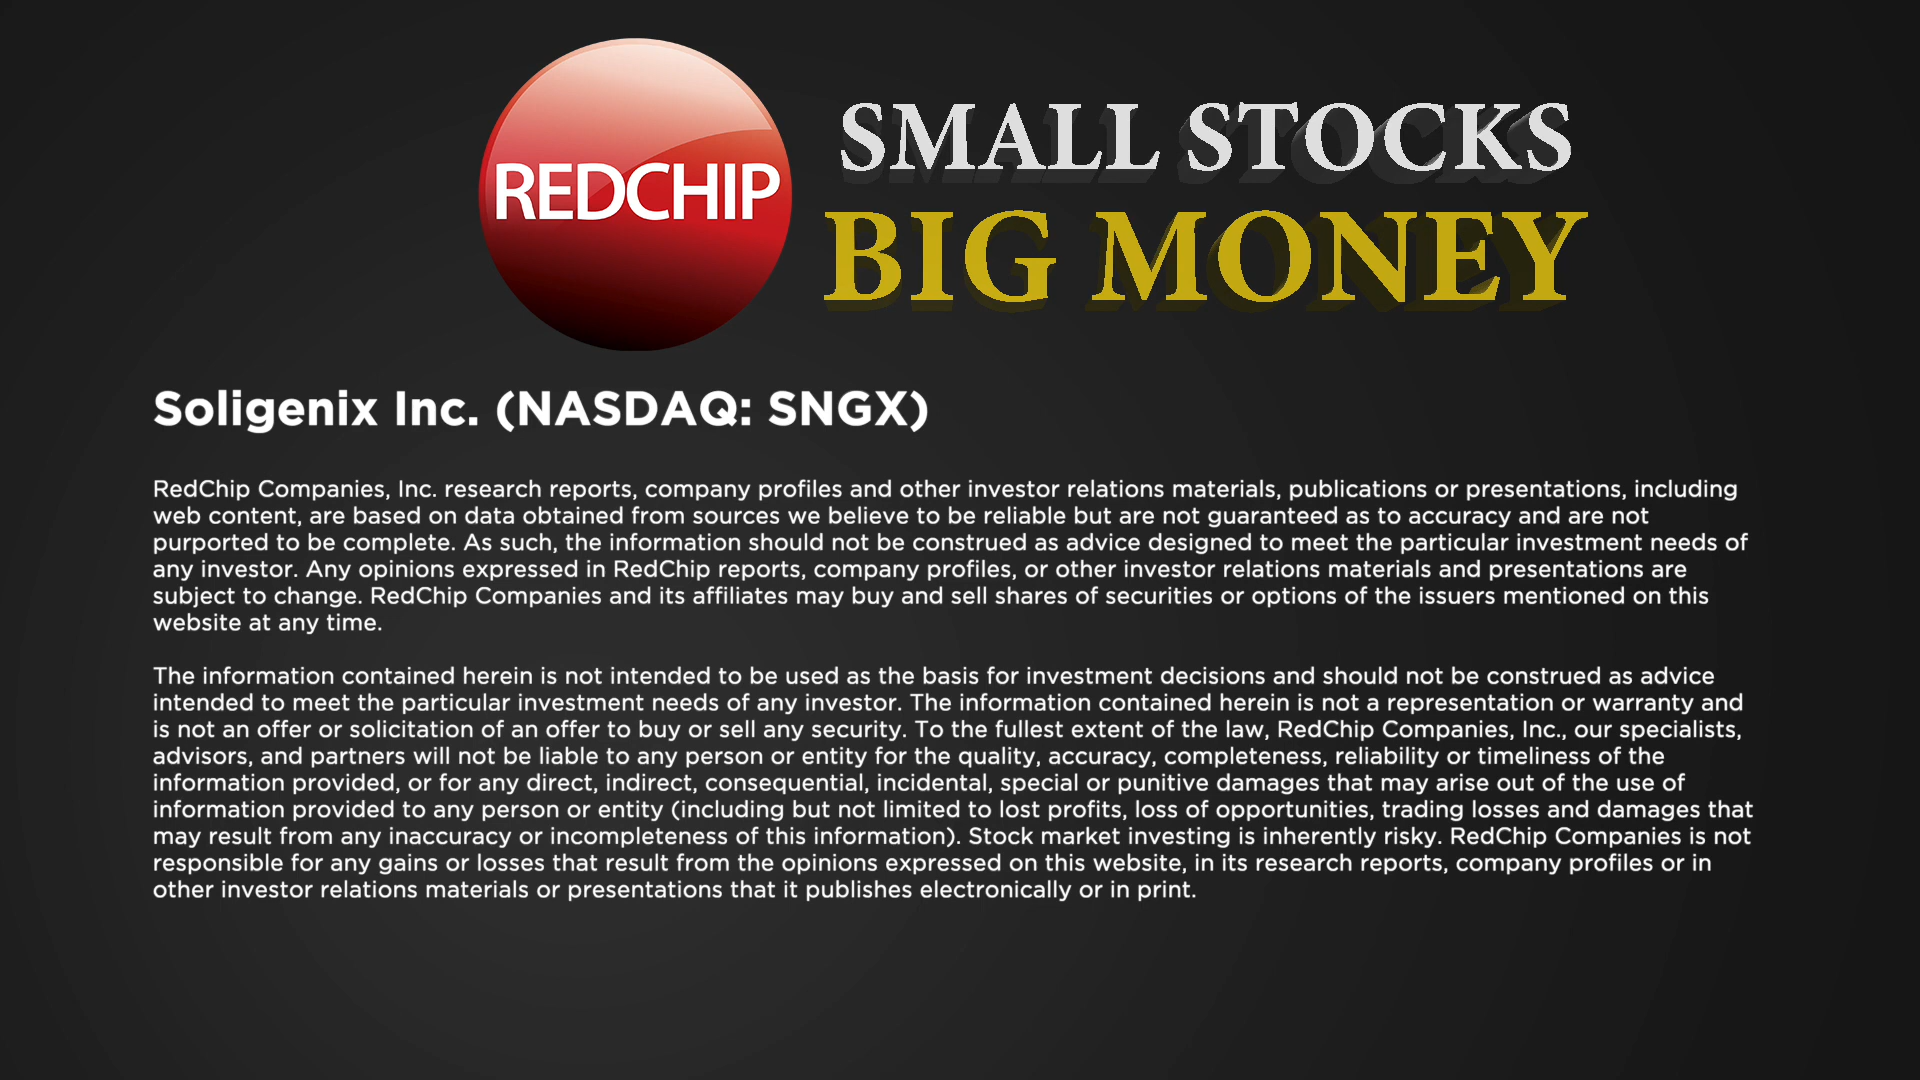 REDCHIP
SMALL STOCKS
BIG MONEY
Soligenix Inc. (NASDAQ: SNGX)
RedChip Companies, Inc. research reports, company profiles and other investor relations materials, publications or presentations, including
web content, are based on data obtained from sources we believe to be reliable but are not guaranteed as to accuracy and are not
purported to be complete. As such, the information should not be construed as advice designed to meet the particular investment needs of
any investor. Any opinions expressed in RedChip reports, company profiles, or other investor relations materials and presentations are
subject to change. RedChip Companies and its affiliates may buy and sell shares of securities or options of the issuers mentioned on this
website at any time.
The information contained herein is not intended to be used as the basis for investment decisions and should not be construed as advice
intended to meet the particular investment needs of any investor. The information contained herein is not a representation or warranty and
is not an offer or solicitation of an offer to buy or sell any security. To the fullest extent of the law, RedChip Companies, Inc., our specialists,
advisors, and partners will not be liable to any person or entity for the quality, accuracy, completeness, reliability or timeliness of the
information provided, or for any direct, indirect, consequential, incidental, special or punitive damages that may arise out of the use of
information provided to any person or entity (including but not limited to lost profits, loss of opportunities, trading losses and damages that
may result from any inaccuracy or incompleteness of this information). Stock market investing is inherently risky. RedChip Companies is not
responsible for any gains or losses that result from the opinions expressed on this website, in its research reports, company profiles or in
other investor relations materials or presentations that it publishes electronically or in print.